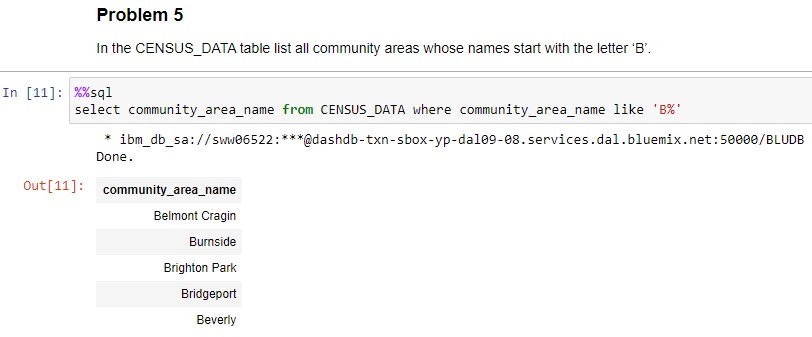 Problem 5
In the CENSUS_DATA table list all community areas whose names start with the letter ‘B’.
In [11]: %%sql
select community_area_name from CENSUS_DATA where community_area_name like 'B%'
* ibm_db_sa://sww06522:***@dashdb-txn-sbox-yp-dal09-08.services.dal.bluemix.net:50000/BLUDB
Done.
Out[11]: community_area_name
Belmont Cragin
Burnside
Brighton Park
Bridgeport
Beverly